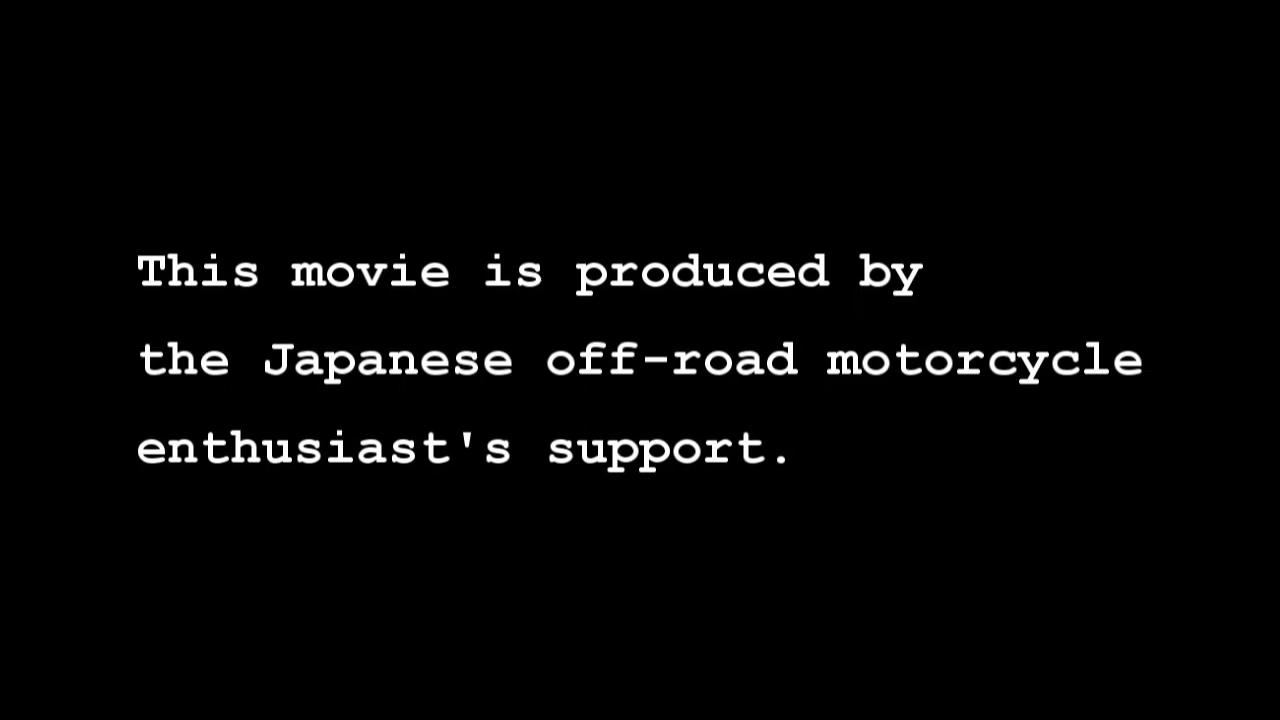 This movie is produced by
the Japanese off-road motorcycle
enthusiast's support.